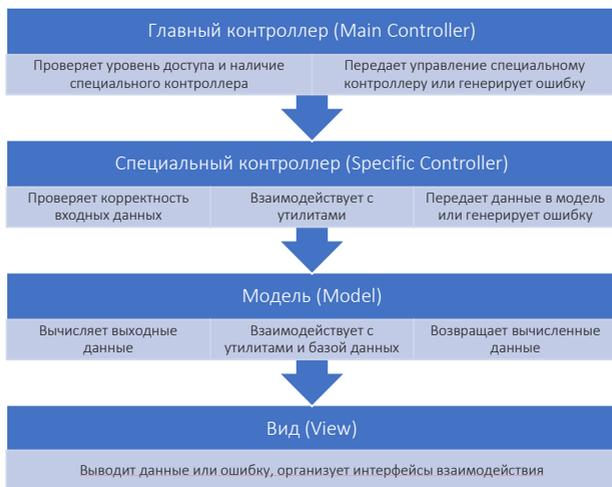 Главный контроллер (Main Controller)
Проверяет уровень доступа и наличие
специального контроллера
Передает управление специальному
контроллеру или генерирует ошибку
Специальный контроллер (Specific Controller)
Проверяет корректность
входных данных
Взаимодействует с
утилитами
Передает данные в модель
или генерирует ошибку
Модель (Model)
Вычисляет выходные
данные
Взаимодействует с
утилитами и базой данных
Возвращает вычисленные
данные
Вид (View)
Выводит данные или ошибку, организует интерфейсы взаимодействия